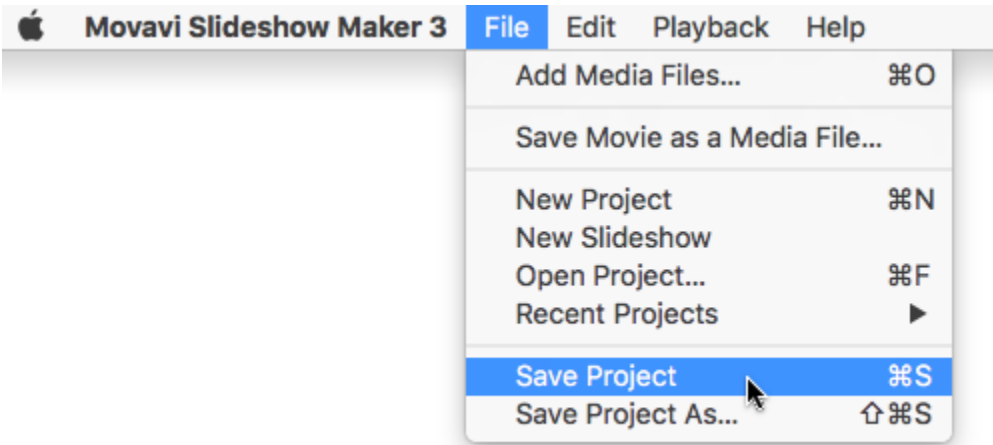 Movavi Slideshow Maker 3 File Edit Playback Help
Add Media Files... ⌘O
Save Movie as a Media File...
New Project ⌘N
New Slideshow
Open Project... ⌘F
Recent Projects ▶
Save Project ⌘S
Save Project As... ⇧⌘S